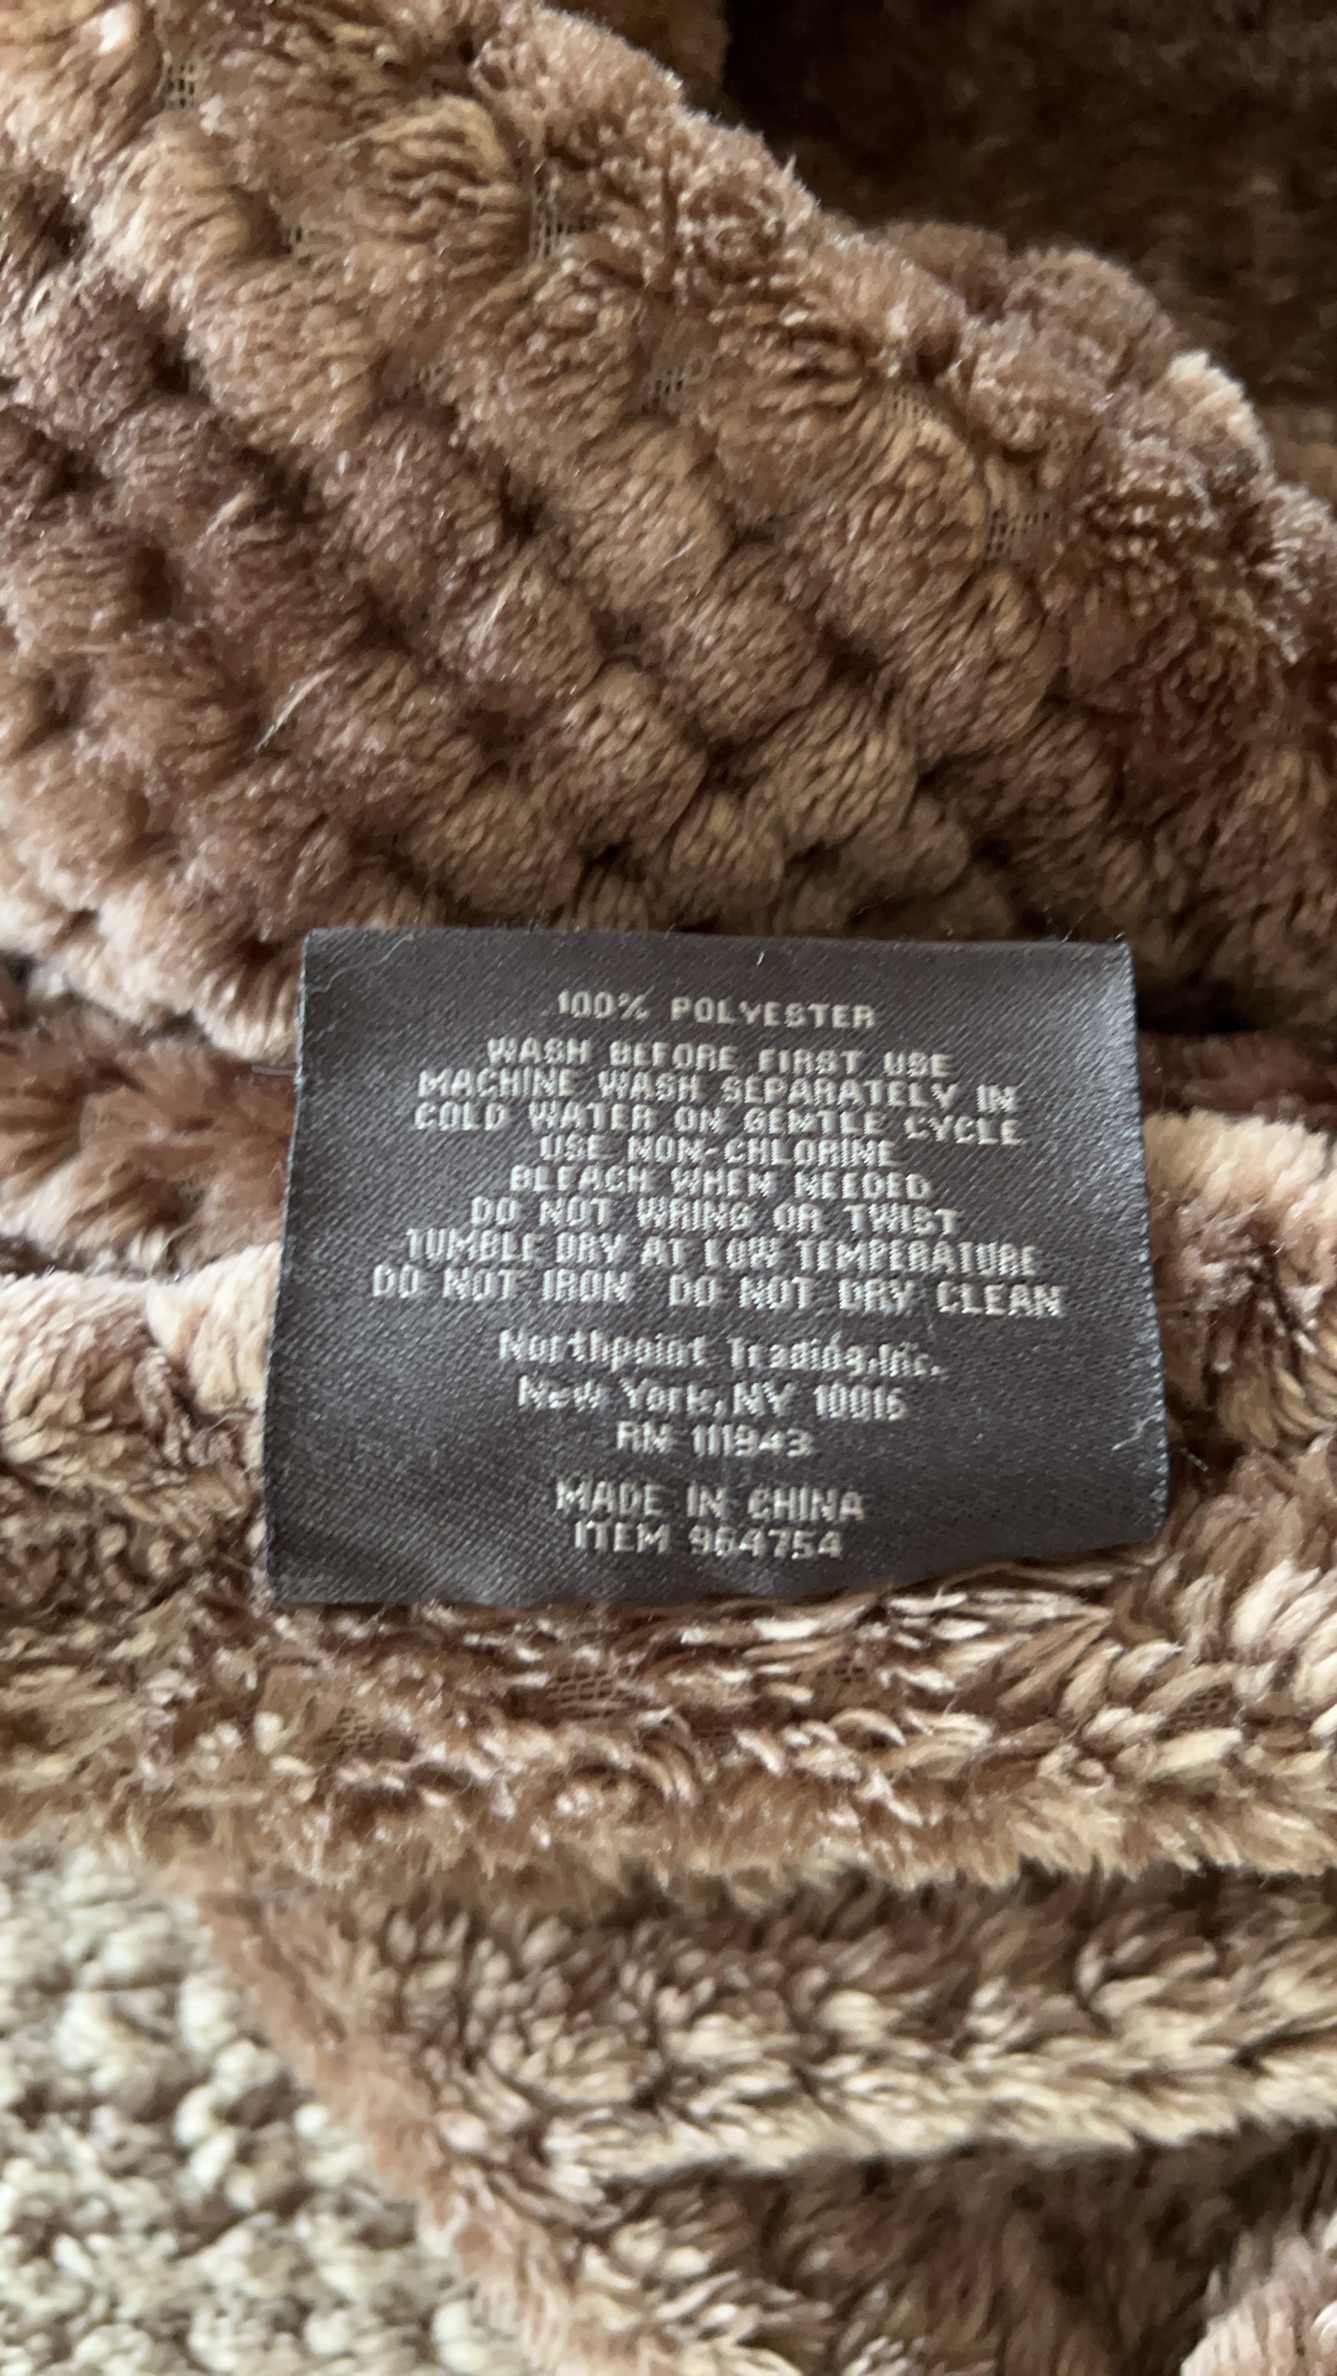 100% POLYESTER
WASH BEFORE FIRST USE
MACHINE WASH SEPARATELY IN
COLD WATER ON GENTLE CYCLE
USE NON-CHLORINE
BLEACH WHEN NEEDED
DO NOT WRING OR TWIST
TUMBLE DRY AT LOW TEMPERATURE
DO NOT IRON DO NOT DRY CLEAN
Northpoint Trading,Inc.
New York,NY 10016
RN 111943
MADE IN CHINA
ITEM 964754